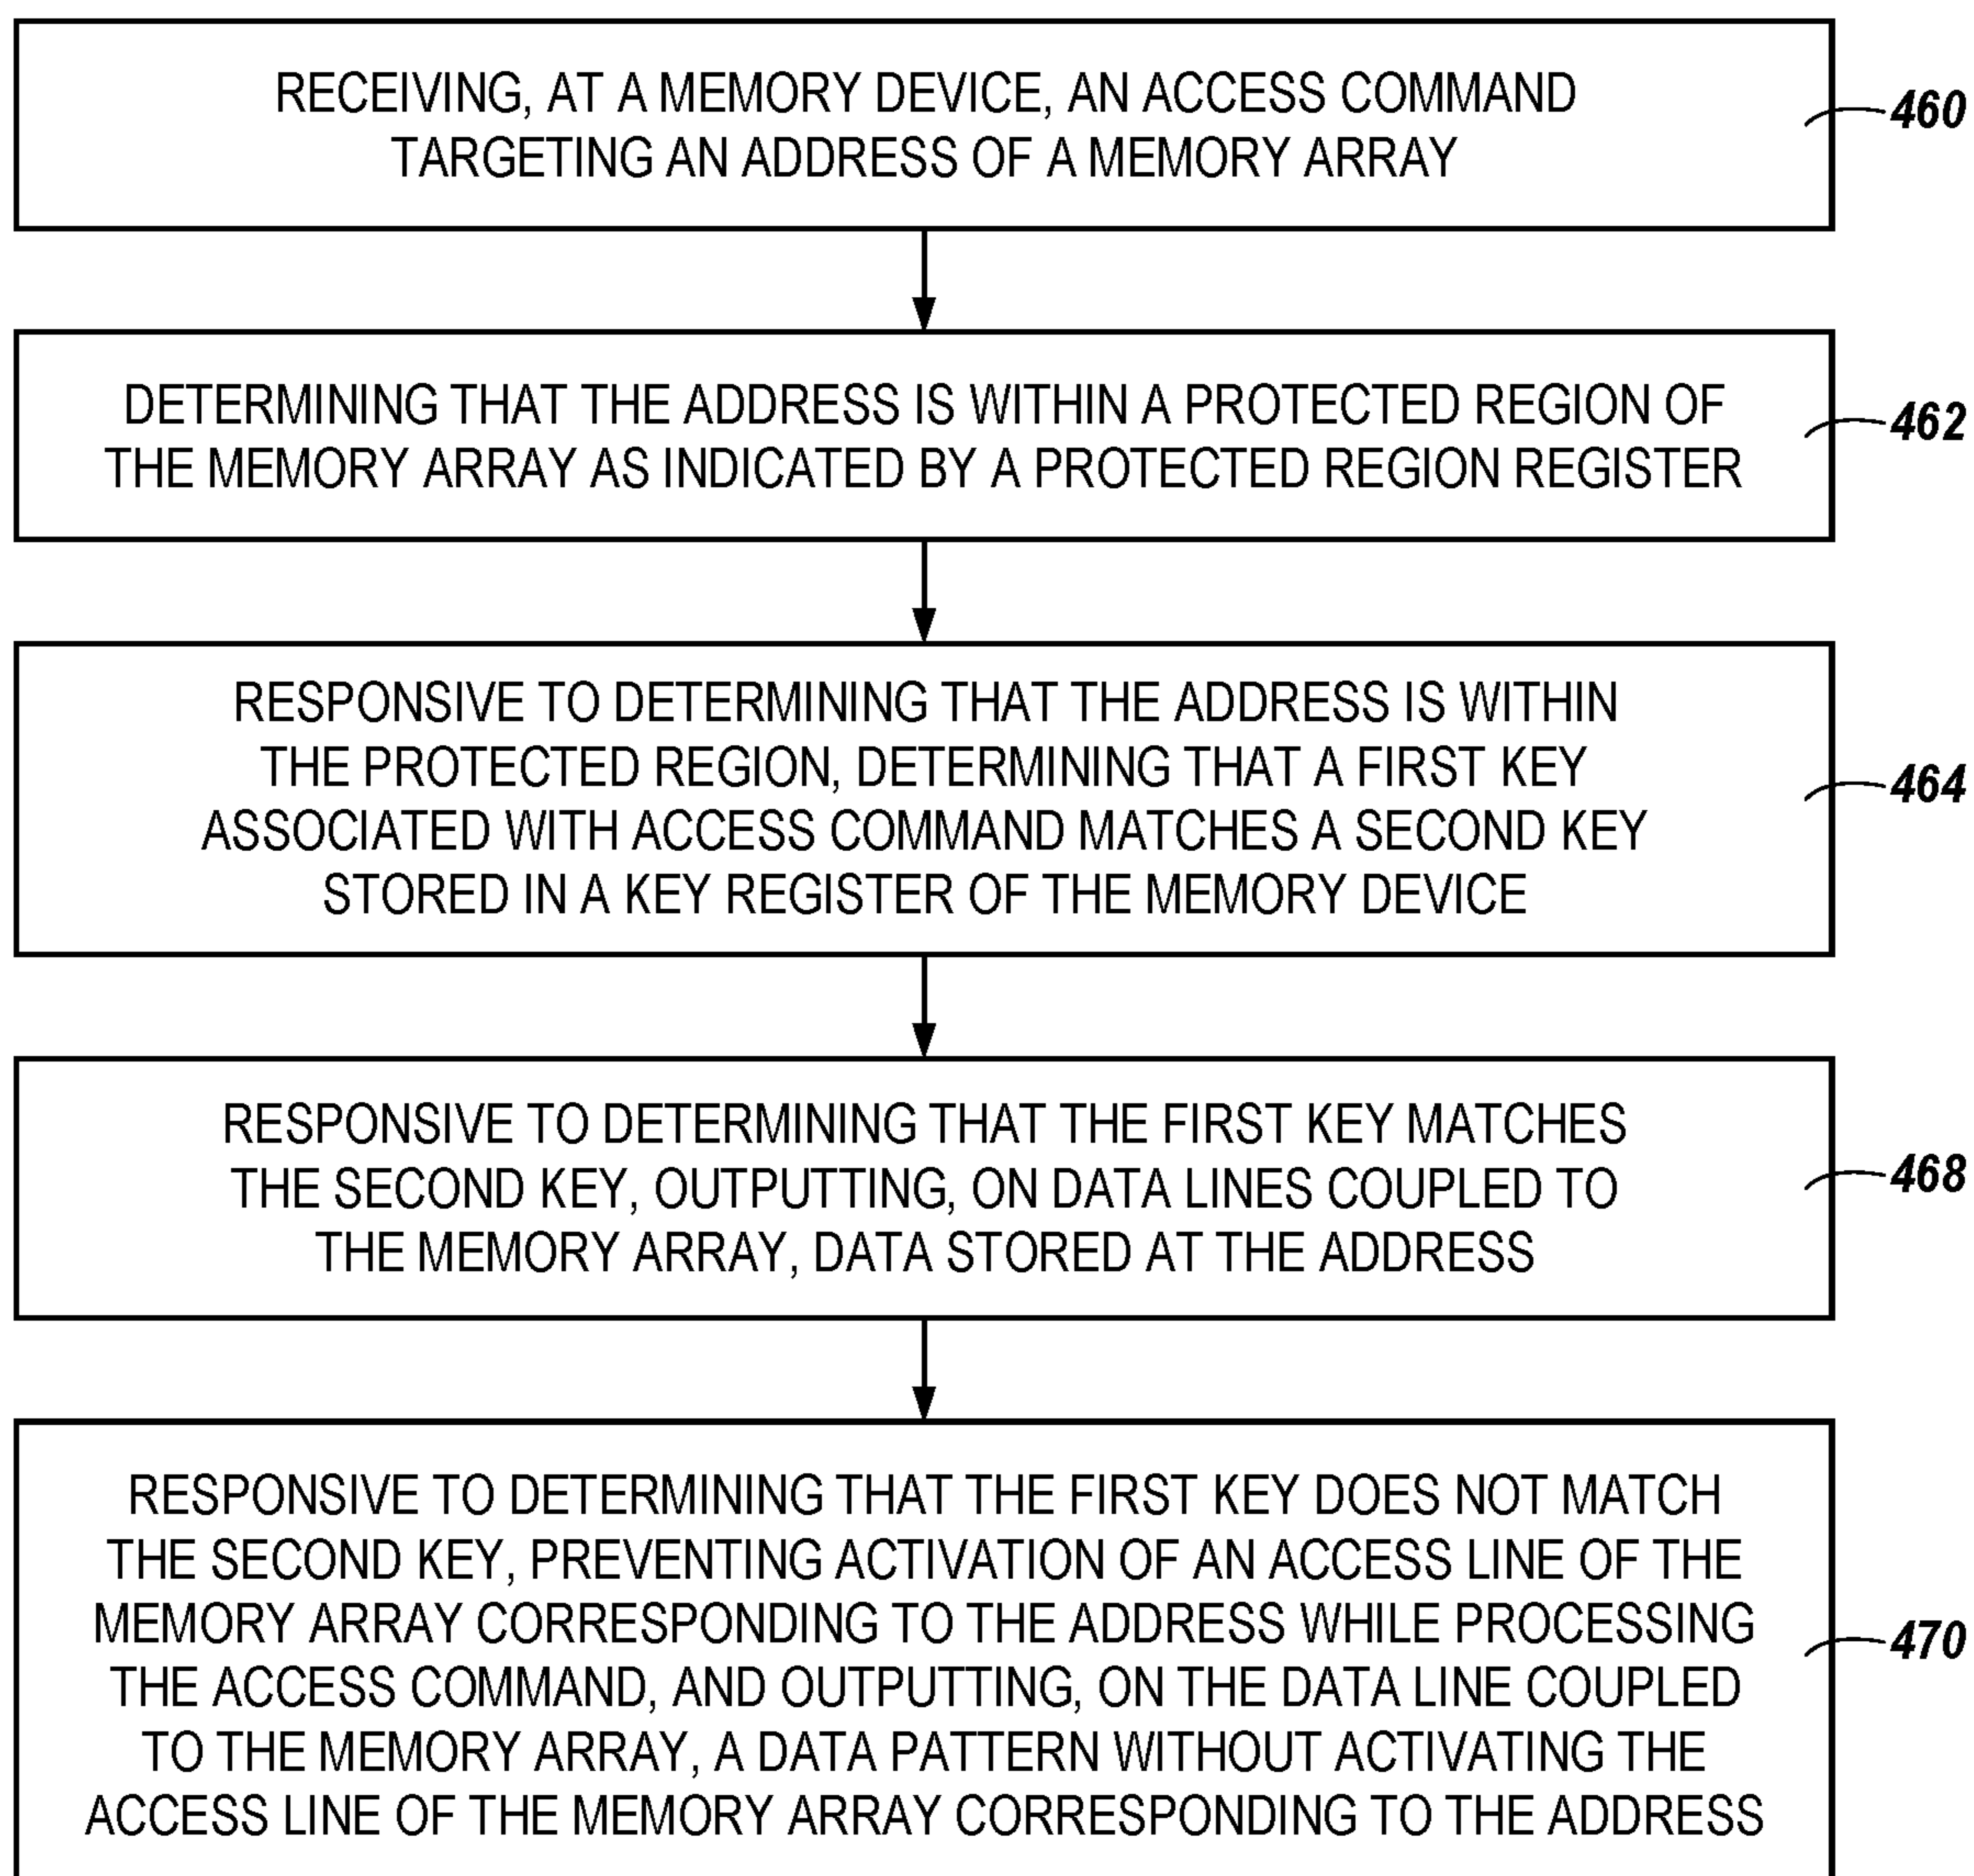 RECEIVING, AT A MEMORY DEVICE, AN ACCESS COMMAND
TARGETING AN ADDRESS OF A MEMORY ARRAY
460
DETERMINING THAT THE ADDRESS IS WITHIN A PROTECTED REGION OF
THE MEMORY ARRAY AS INDICATED BY A PROTECTED REGION REGISTER
462
RESPONSIVE TO DETERMINING THAT THE ADDRESS IS WITHIN
THE PROTECTED REGION, DETERMINING THAT A FIRST KEY
ASSOCIATED WITH ACCESS COMMAND MATCHES A SECOND KEY
STORED IN A KEY REGISTER OF THE MEMORY DEVICE
464
RESPONSIVE TO DETERMINING THAT THE FIRST KEY MATCHES
THE SECOND KEY, OUTPUTTING, ON DATA LINES COUPLED TO
THE MEMORY ARRAY, DATA STORED AT THE ADDRESS
468
RESPONSIVE TO DETERMINING THAT THE FIRST KEY DOES NOT MATCH
THE SECOND KEY, PREVENTING ACTIVATION OF AN ACCESS LINE OF THE
MEMORY ARRAY CORRESPONDING TO THE ADDRESS WHILE PROCESSING
THE ACCESS COMMAND, AND OUTPUTTING, ON THE DATA LINE COUPLED
TO THE MEMORY ARRAY, A DATA PATTERN WITHOUT ACTIVATING THE
ACCESS LINE OF THE MEMORY ARRAY CORRESPONDING TO THE ADDRESS
470